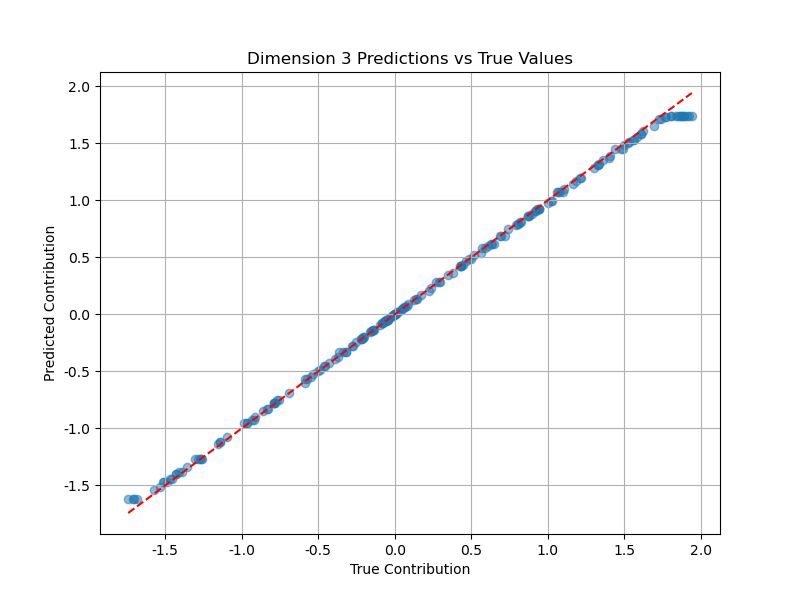 Dimension 3 Predictions vs True Values
2.0
1.5
1.0
0.5
0.0
-0.5
-1.0
-1.5
Predicted Contribution
-1.5 -1.0 -0.5 0.0 0.5 1.0 1.5 2.0
True Contribution